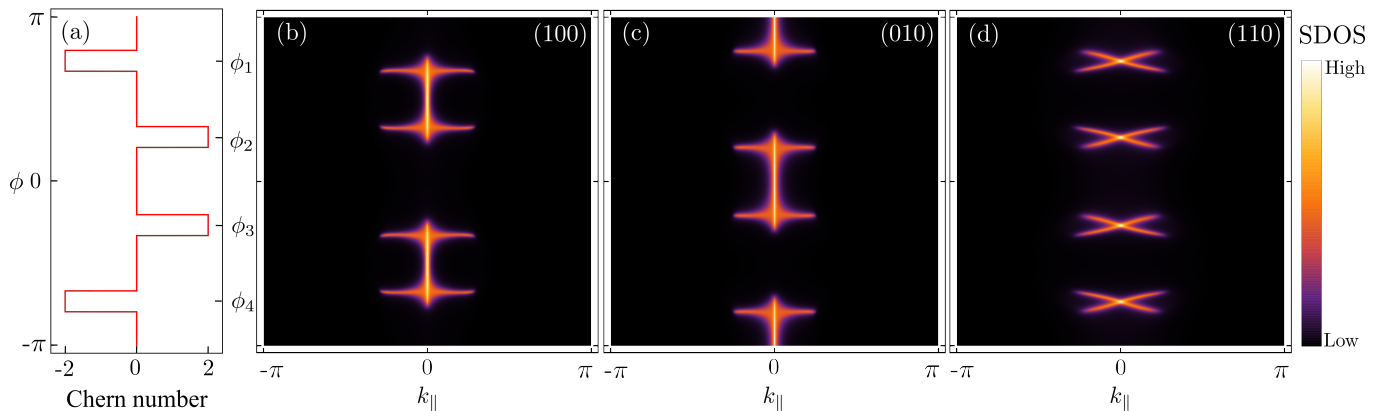 (a)
π
ϕ 0
-π
-2
0
2
Chern number
ϕ1
ϕ2
ϕ3
ϕ4
(b)
(100)
-π
0
π
k∥
(c)
(010)
-π
0
π
k∥
(d)
(110)
-π
0
π
k∥
SDOS
High
Low